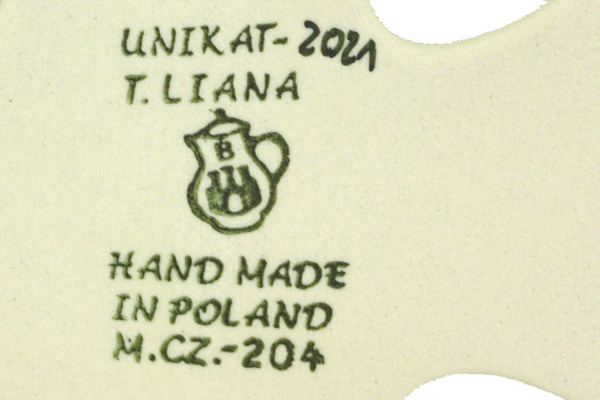 UNIKAT-2021
T. LIANA
B
HAND MADE
IN POLAND
M.CZ.-204